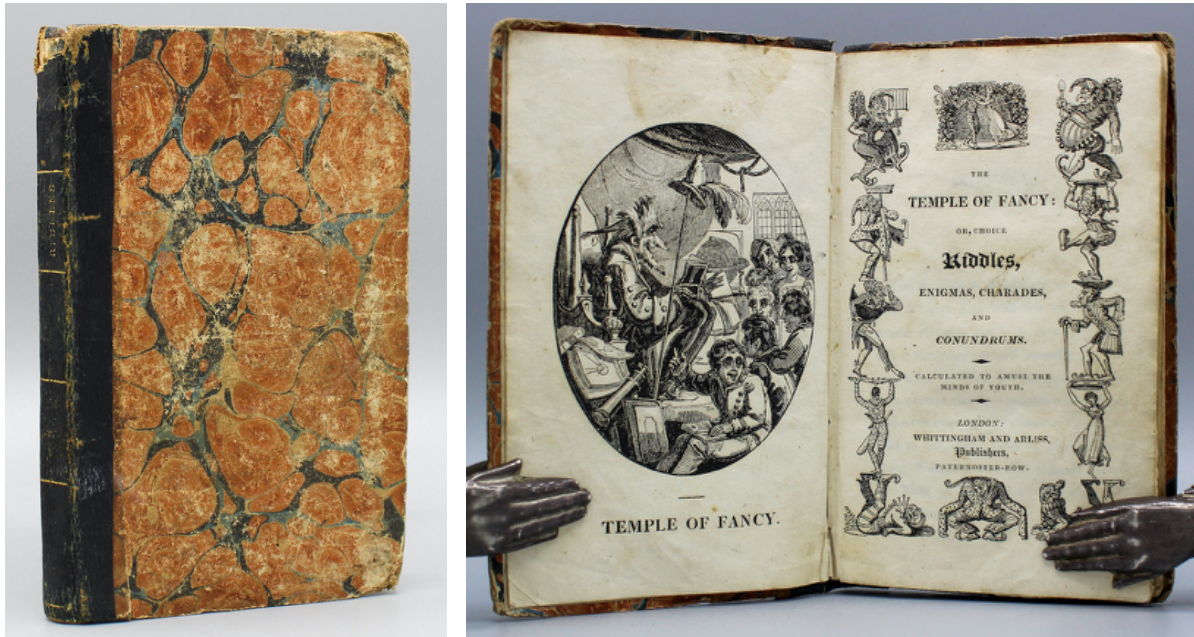 RIDDLES
TEMPLE OF FANCY.
THE
TEMPLE OF FANCY:
OR, CHOICE
Riddles,
ENIGMAS, CHARADES,
AND
CONUNDRUMS.
CALCULATED TO AMUSE THE
MINDS OF YOUTH.
LONDON:
WHITTINGHAM AND ARLISS,
Publishers,
PATERNOSTER-ROW.